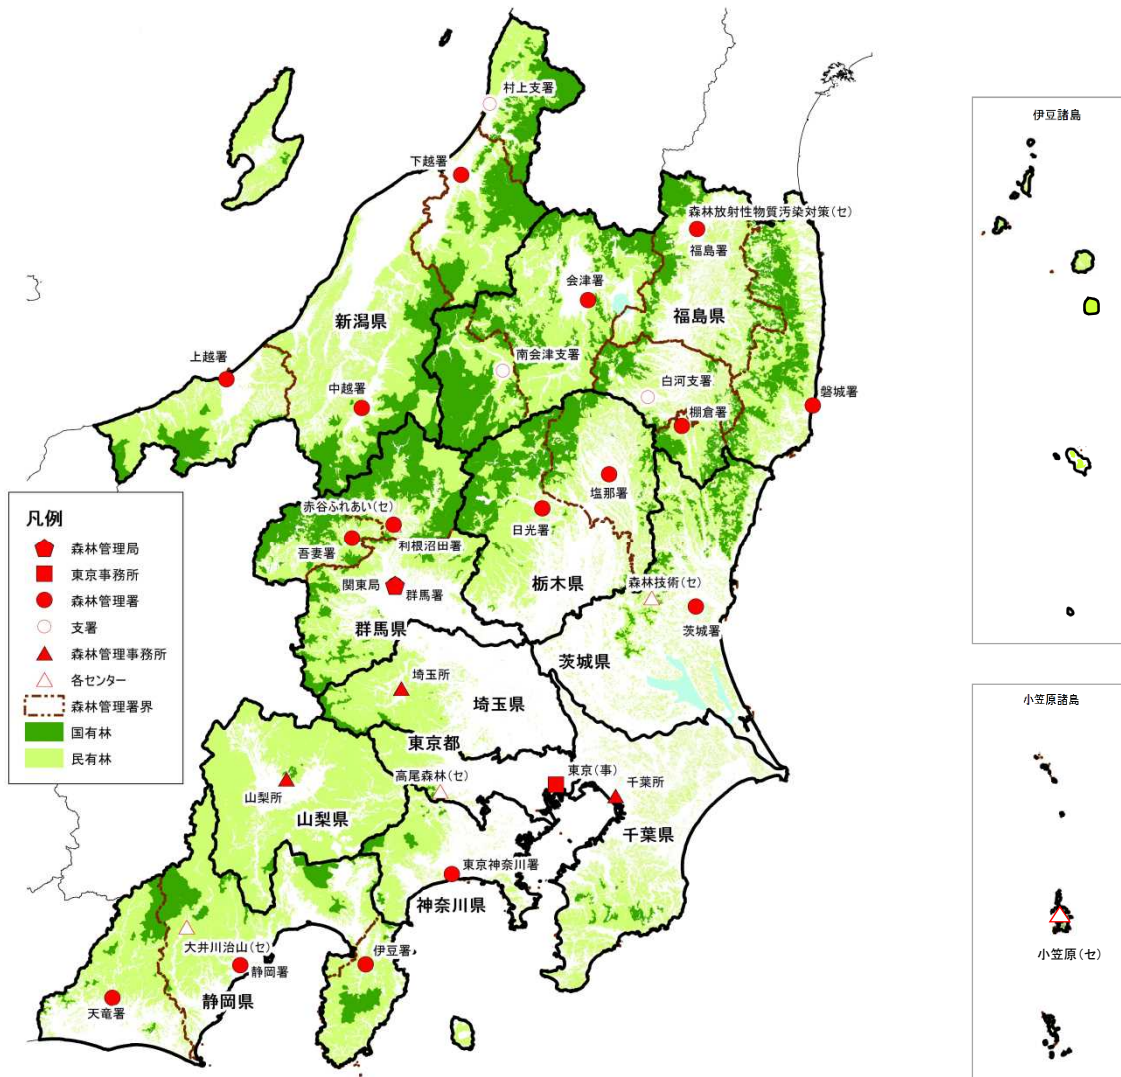 村上支署
下越署
森林放射性物質汚染対策(セ)
福島署
会津署
新潟県
福島県
上越署
南会津支署
中越署
白河支署
磐城署
棚倉署
塩那署
赤谷ふれあい(セ)
日光署
利根沼田署
吾妻署
栃木県
森林技術(セ)
関東局
群馬署
茨城署
群馬県
茨城県
埼玉所
埼玉県
東京都
高尾森林(セ)
東京(事)
千葉所
山梨所
山梨県
千葉県
東京神奈川署
神奈川県
大井川治山(セ)
伊豆署
静岡署
静岡県
天竜署
凡例
森林管理局
東京事務所
森林管理署
支署
森林管理事務所
各センター
森林管理署界
国有林
民有林
伊豆諸島
小笠原諸島
小笠原(セ)